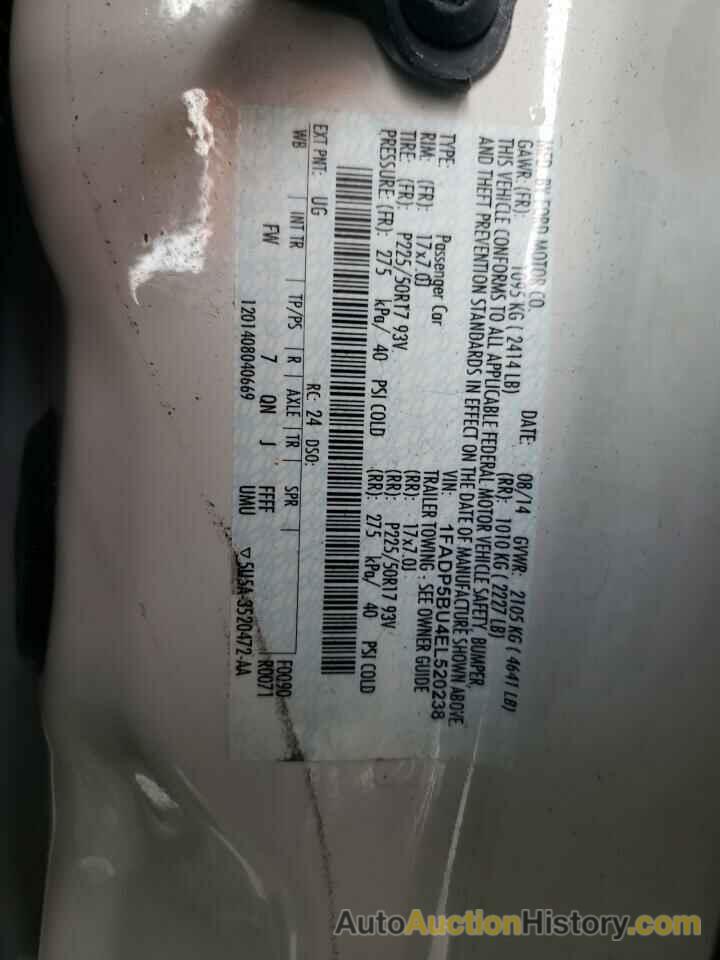 MFD. BY FORD MOTOR CO.
DATE: 08/14 GVWR: 2105 KG ( 4641 LB)
GAWR: (FR): 1095 KG ( 2414 LB) (RR): 1010 KG ( 2227 LB)
THIS VEHICLE CONFORMS TO ALL APPLICABLE FEDERAL MOTOR VEHICLE SAFETY, BUMPER,
AND THEFT PREVENTION STANDARDS IN EFFECT ON THE DATE OF MANUFACTURE SHOWN ABOVE
VIN: 1FADP5BU4EL520238
TYPE: Passenger Car TRAILER TOWING : SEE OWNER GUIDE
RIM: (FR): 17x7.0J (RR): 17x7.0J
TIRE: (FR): P225/50R17 93V (RR): P225/50R17 93V
PRESSURE: (FR): 275 kPa/ 40 PSI COLD (RR): 275 kPa/ 40 PSI COLD
EXT PNT: UG RC: 24 DSO: F0090
WB INT TR TP/PS R AXLE TR SPR R0071
FW 7 QN J FFFF
1201408040669 UMU ▽5U5A-3520472-AA
AutoAuctionHistory.com